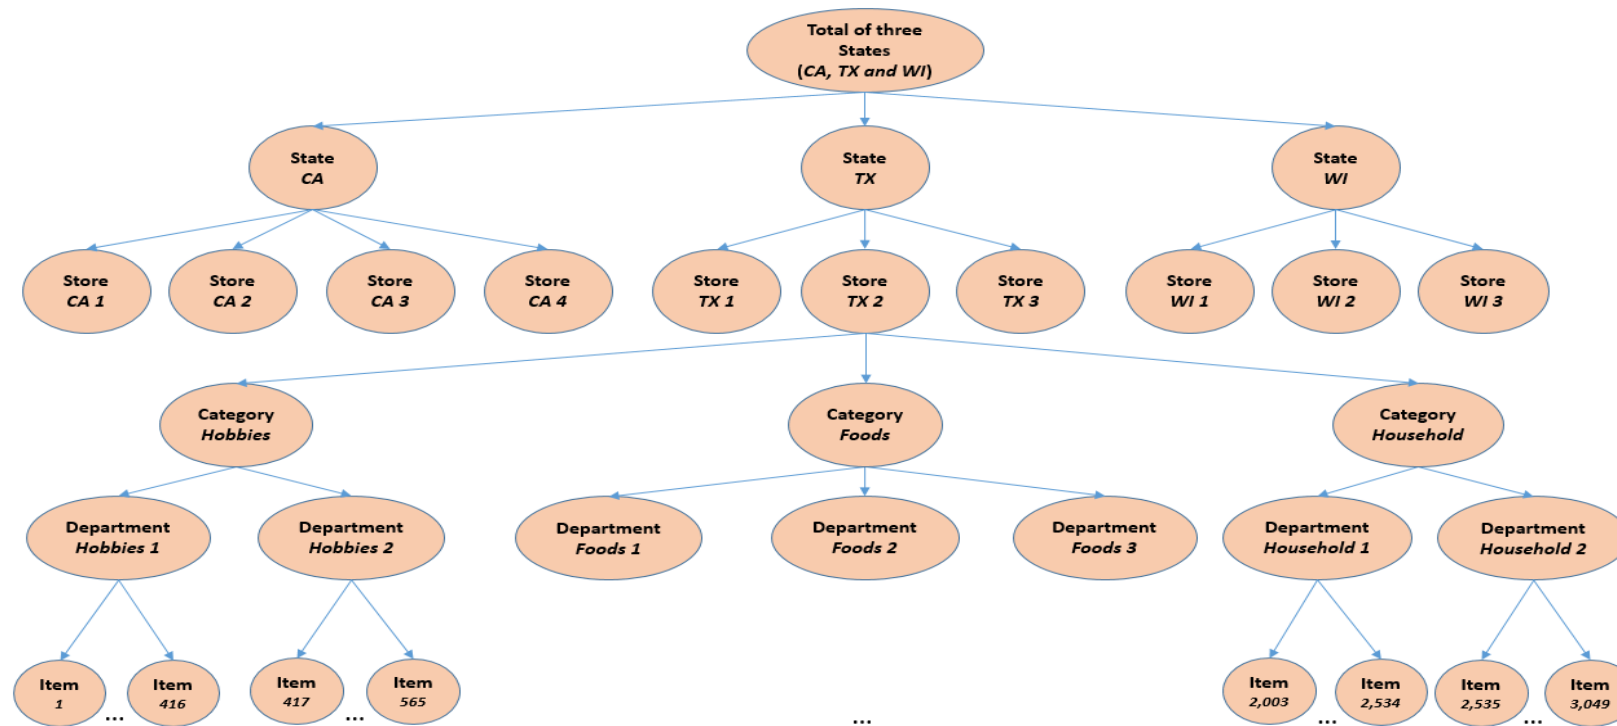 Total of three
States
(CA, TX and WI)
State
CA
State
TX
State
WI
Store
CA 1
Store
CA 2
Store
CA 3
Store
CA 4
Store
TX 1
Store
TX 2
Store
TX 3
Store
WI 1
Store
WI 2
Store
WI 3
Category
Hobbies
Category
Foods
Category
Household
Department
Hobbies 1
Department
Hobbies 2
Department
Foods 1
Department
Foods 2
Department
Foods 3
Department
Household 1
Department
Household 2
Item
1
...
Item
416
Item
417
...
Item
565
...
Item
2,003
...
Item
2,534
Item
2,535
...
Item
3,049